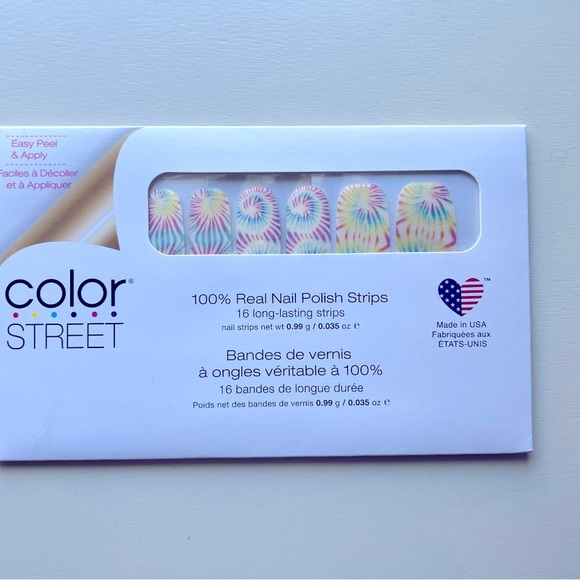 Easy Peel
& Apply
Faciles à Décoller
et à Appliquer
color®
STREET
100% Real Nail Polish Strips
16 long-lasting strips
nail strips net wt 0.99 g / 0.035 oz ℮
Bandes de vernis
à ongles véritable à 100%
16 bandes de longue durée
Poids net des bandes de vernis 0.99 g / 0.035 oz ℮
™
Made in USA
Fabriquées aux
ÉTATS-UNIS